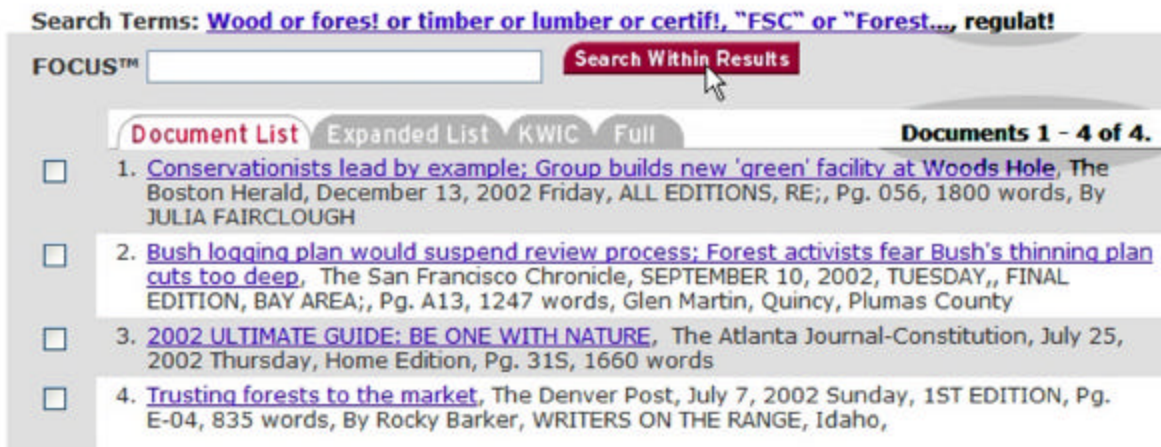 Search Terms: Wood or fores! or timber or lumber or certif!, "FSC" or "Forest..., regulat!
FOCUS™ Search Within Results
Document List Expanded List KWIC Full Documents 1 - 4 of 4.
1. Conservationists lead by example; Group builds new 'green' facility at Woods Hole, The
Boston Herald, December 13, 2002 Friday, ALL EDITIONS, RE;, Pg. 056, 1800 words, By
JULIA FAIRCLOUGH
2. Bush logging plan would suspend review process; Forest activists fear Bush's thinning plan
cuts too deep, The San Francisco Chronicle, SEPTEMBER 10, 2002, TUESDAY,, FINAL
EDITION, BAY AREA;, Pg. A13, 1247 words, Glen Martin, Quincy, Plumas County
3. 2002 ULTIMATE GUIDE: BE ONE WITH NATURE, The Atlanta Journal-Constitution, July 25,
2002 Thursday, Home Edition, Pg. 31S, 1660 words
4. Trusting forests to the market, The Denver Post, July 7, 2002 Sunday, 1ST EDITION, Pg.
E-04, 835 words, By Rocky Barker, WRITERS ON THE RANGE, Idaho,